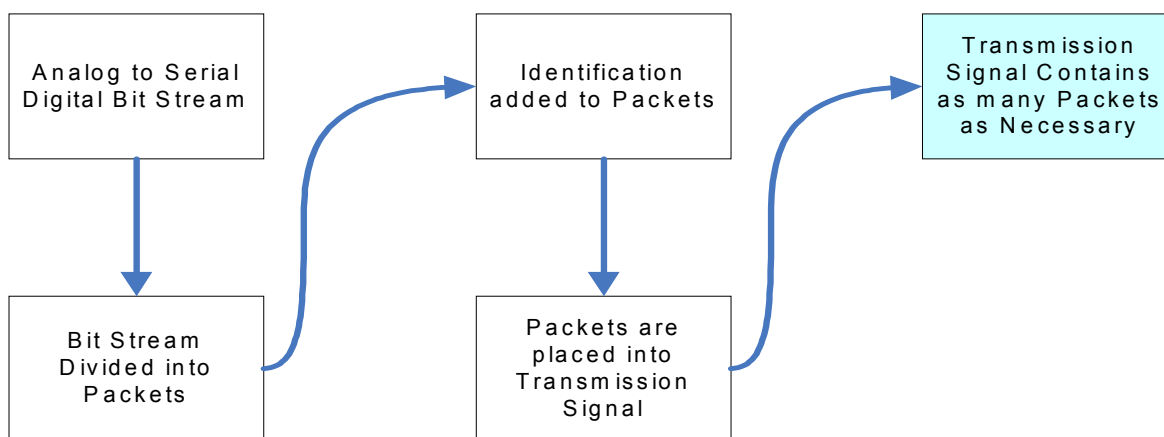 Analog to Serial
Digital Bit Stream
Bit Stream
Divided into
Packets
Identification
added to Packets
Packets are
placed into
Transmission
Signal
Transmission
Signal Contains
as many Packets
as Necessary